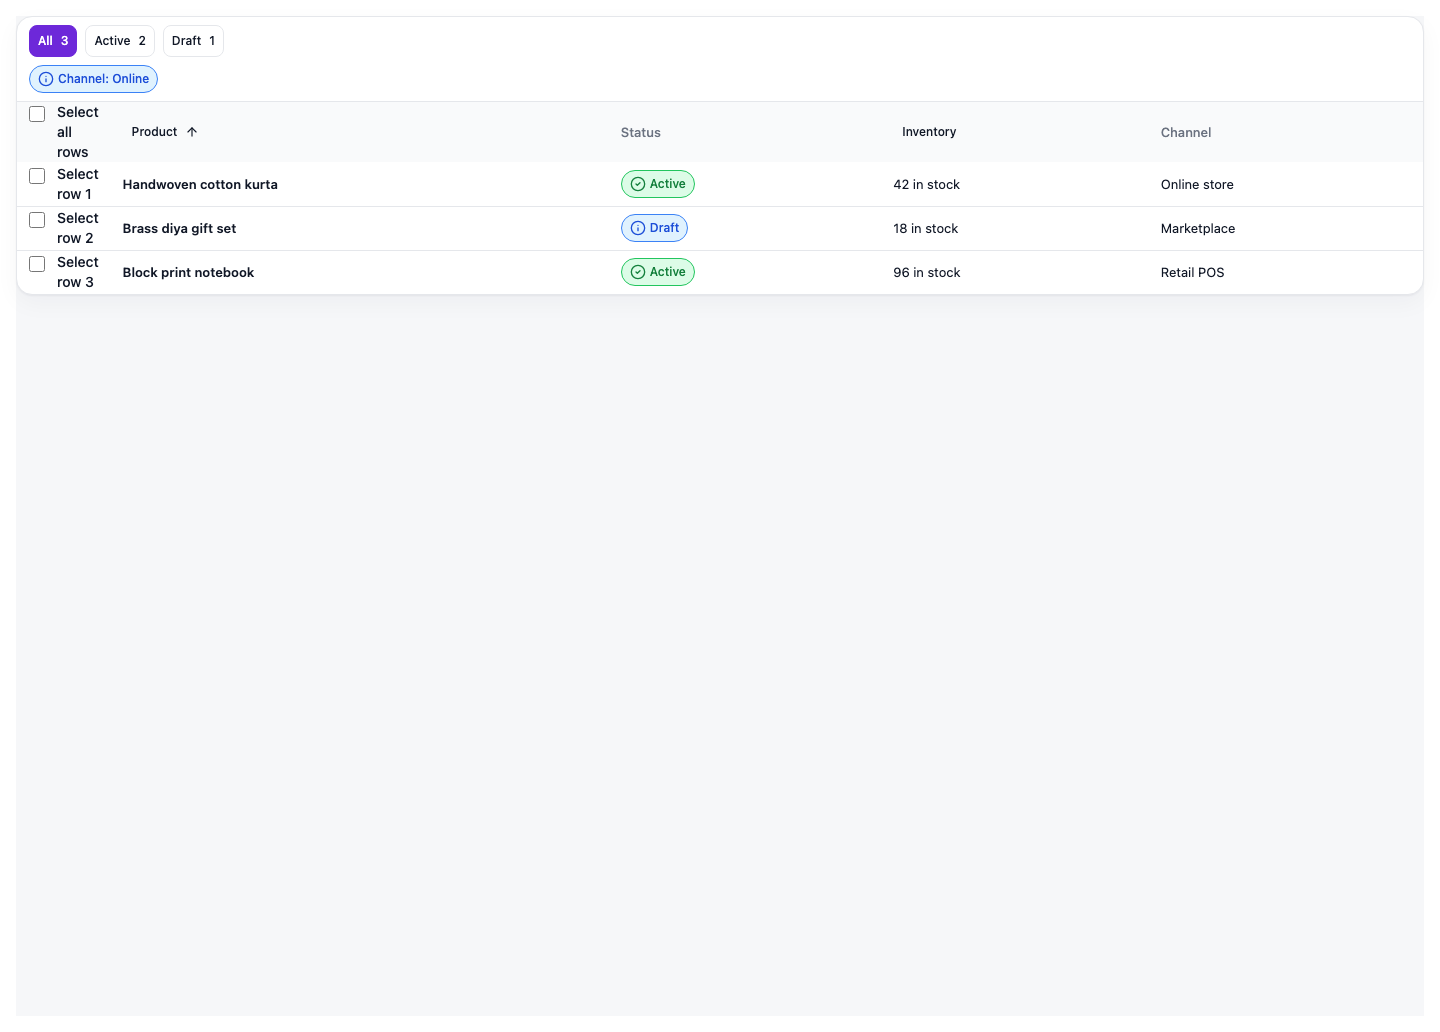 All 3 Active 2 Draft 1
Channel: Online
Select all rows Product Status Inventory Channel
Select row 1 Handwoven cotton kurta Active 42 in stock Online store
Select row 2 Brass diya gift set Draft 18 in stock Marketplace
Select row 3 Block print notebook Active 96 in stock Retail POS